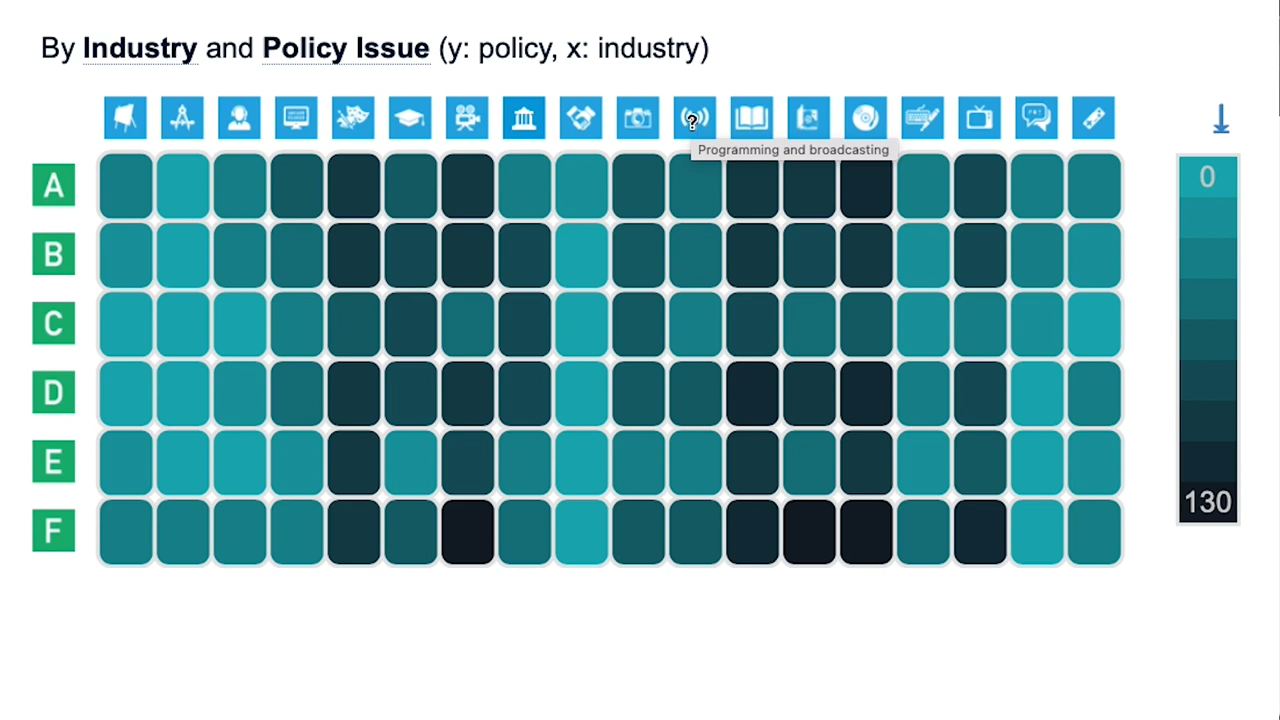 By Industry and Policy Issue (y: policy, x: industry)
?
Programming and broadcasting
A
0
B
C
D
E
F
130